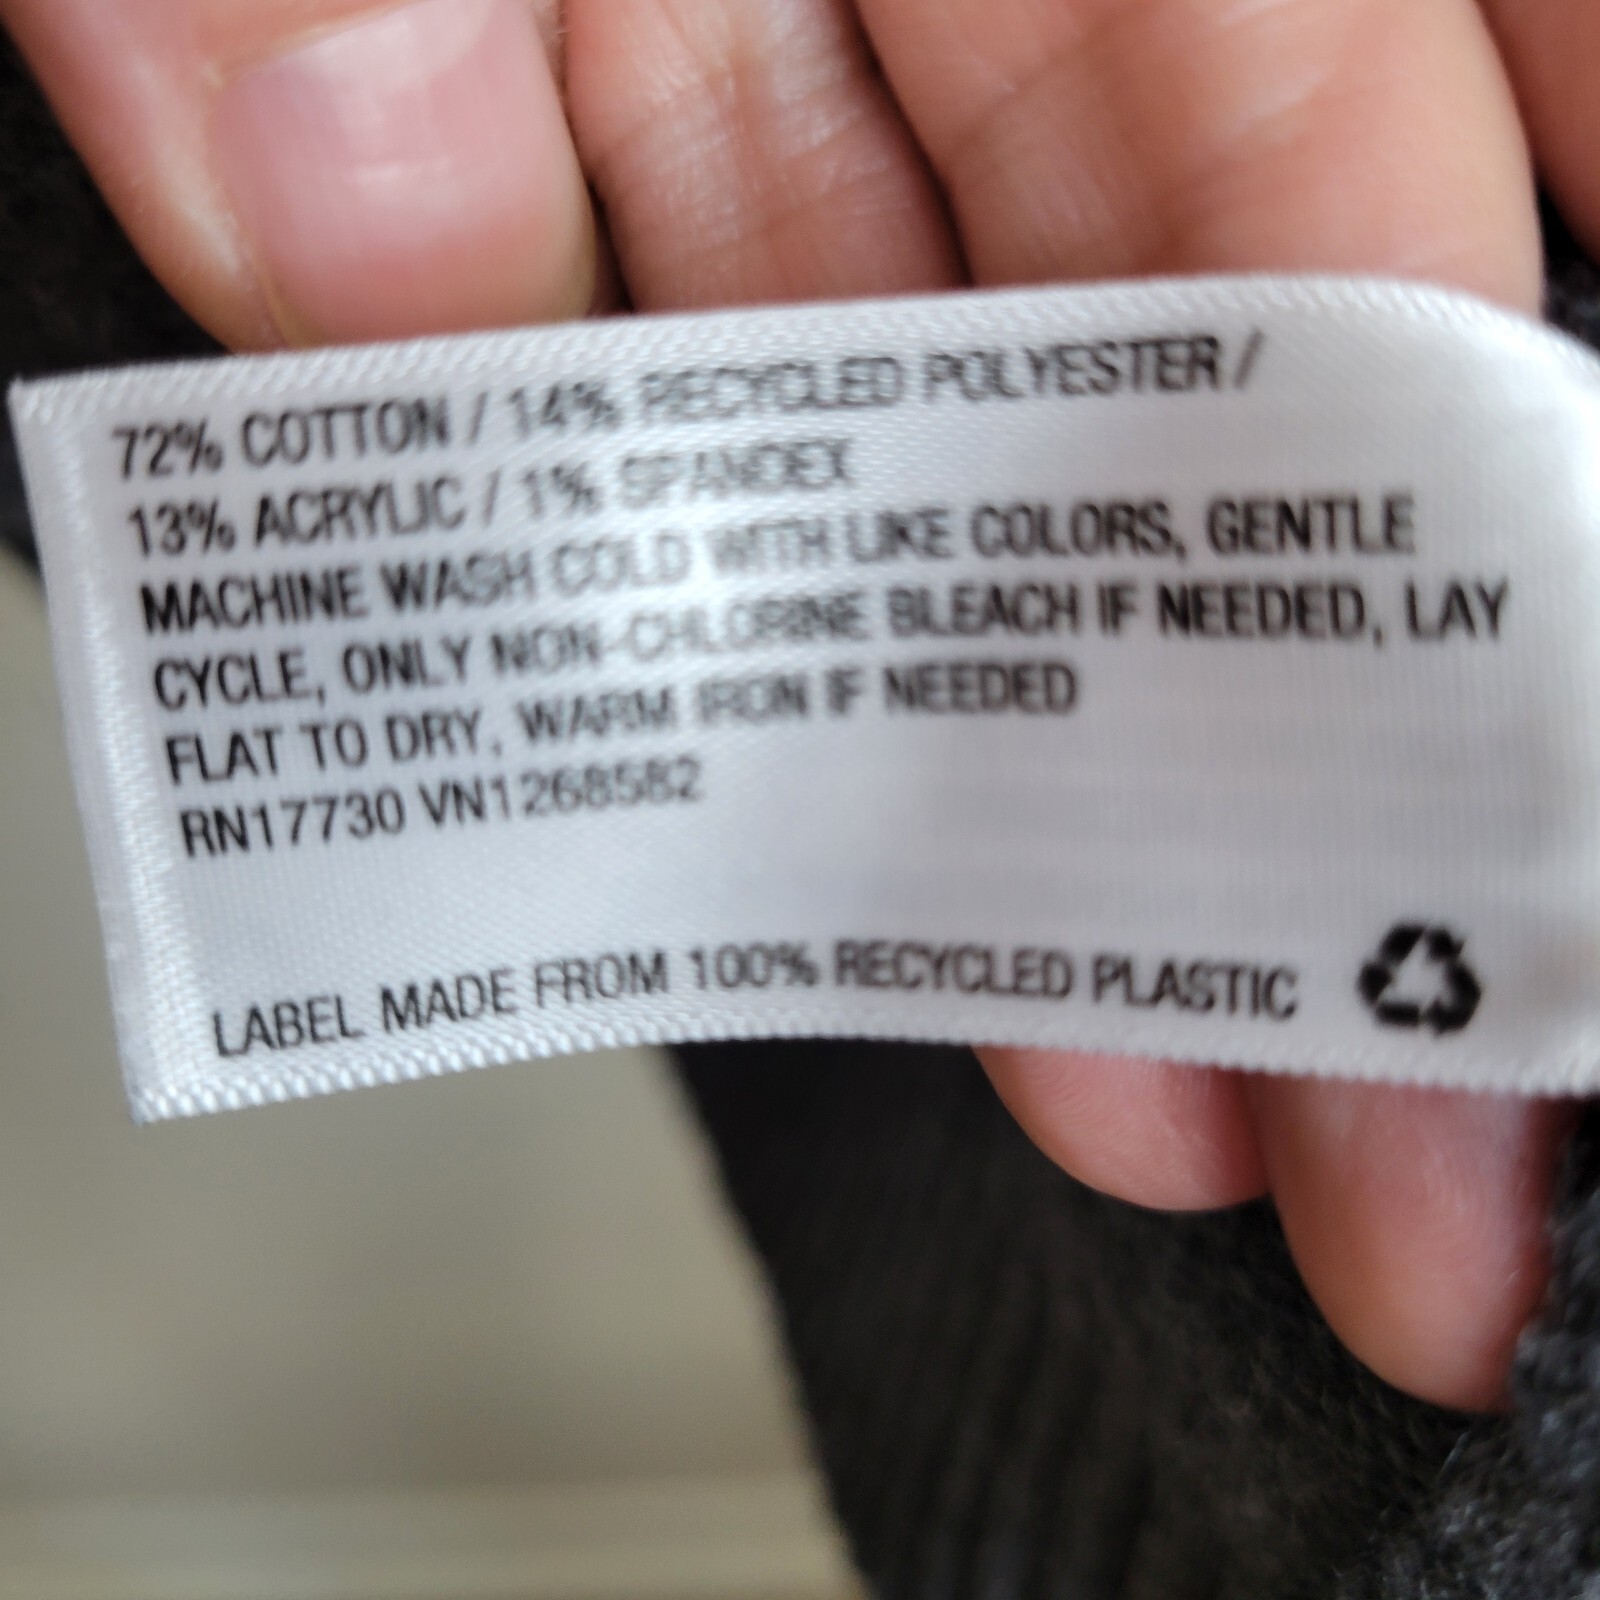 72% COTTON / 14% RECYCLED POLYESTER /
13% ACRYLIC / 1% SPANDEX
MACHINE WASH COLD WITH LIKE COLORS, GENTLE
CYCLE, ONLY NON-CHLORINE BLEACH IF NEEDED, LAY
FLAT TO DRY, WARM IRON IF NEEDED
RN17730 VN1268582
LABEL MADE FROM 100% RECYCLED PLASTIC